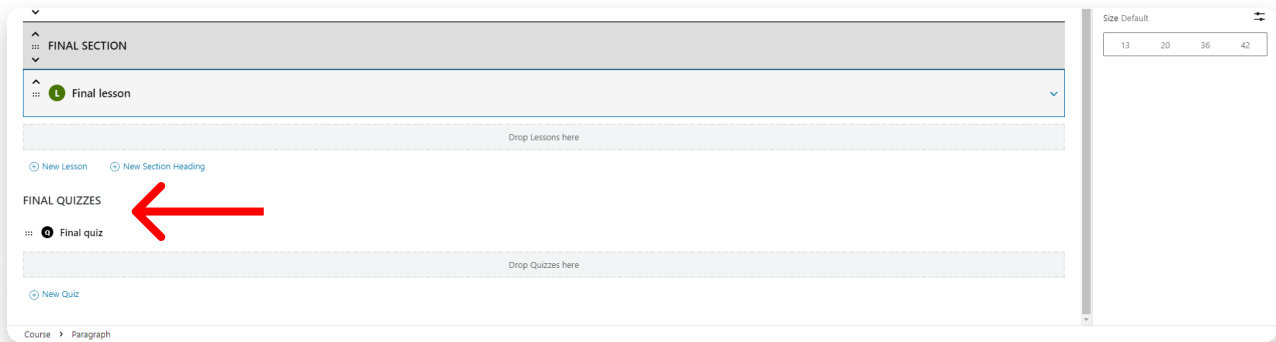 Size Default
13 20 36 42
FINAL SECTION
L Final lesson
Drop Lessons here
New Lesson New Section Heading
FINAL QUIZZES
Q Final quiz
Drop Quizzes here
New Quiz
Course > Paragraph